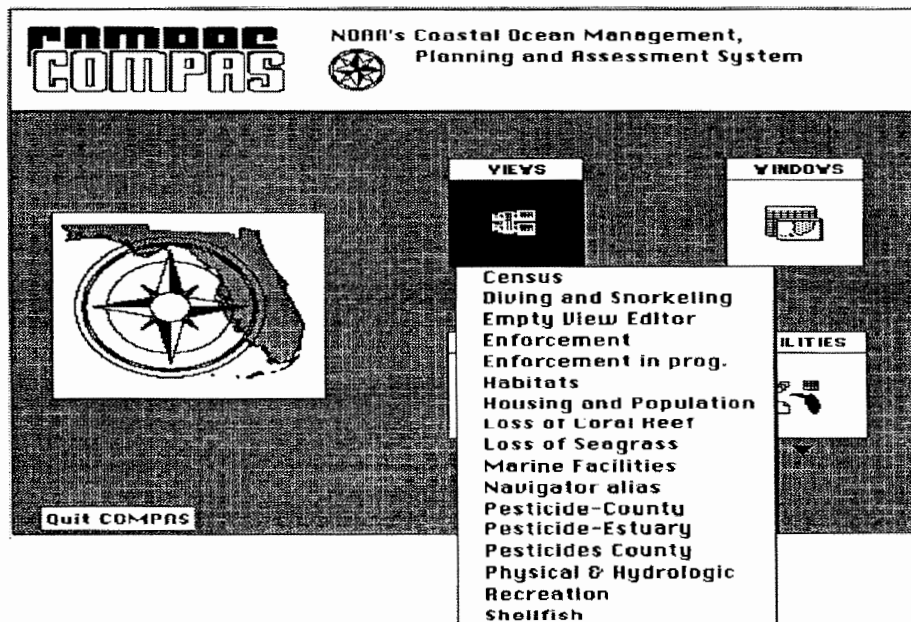 COMPAS
NOAA's Coastal Ocean Management,
Planning and Assessment System
VIEWS
WINDOWS
Census
Diving and Snorkeling
Empty View Editor
Enforcement
Enforcement in prog.
ILITIES
Habitats
Housing and Population
Loss of Coral Reef
Loss of Seagrass
Marine Facilities
Navigator alias
Pesticide-County
Pesticide-Estuary
Pesticides County
Physical & Hydrologic
Recreation
Shellfish
Quit COMPAS